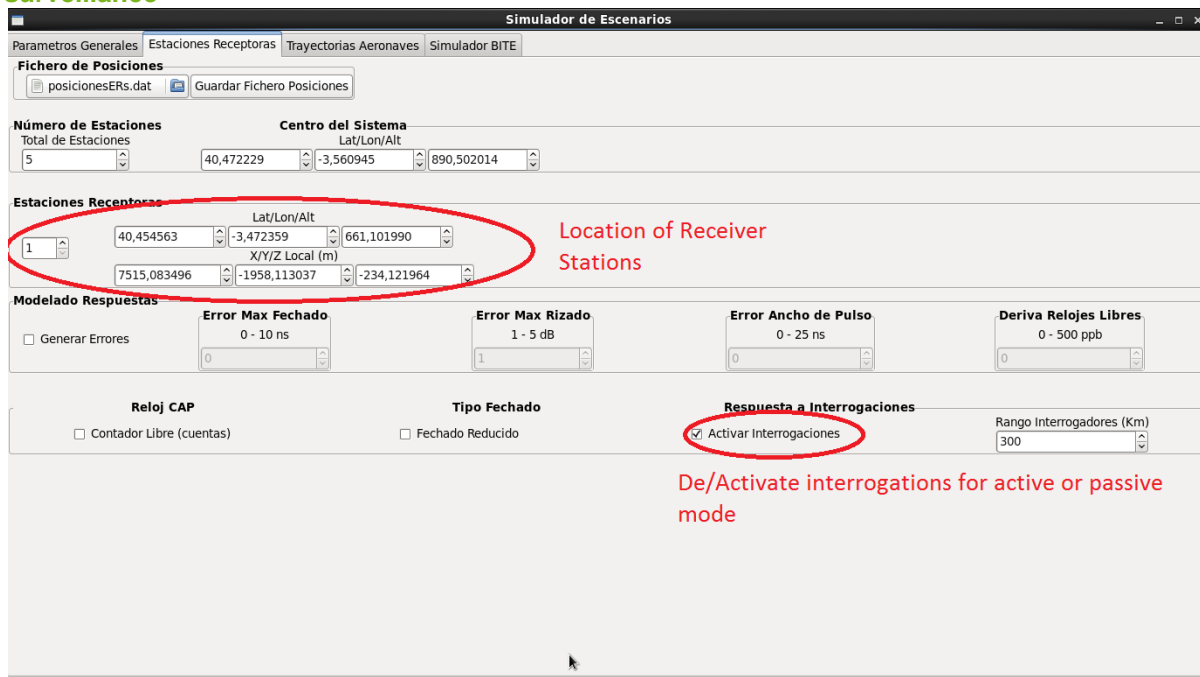 Simulador de Escenarios
Parametros Generales Estaciones Receptoras Trayectorias Aeronaves Simulador BITE
Fichero de Posiciones
posicionesERs.dat Guardar Fichero Posiciones
Número de Estaciones Centro del Sistema
Total de Estaciones Lat/Lon/Alt
5 40,472229 -3,560945 890,502014
Estaciones Receptoras
Lat/Lon/Alt
40,454563 -3,472359 661,101990
1
X/Y/Z Local (m)
7515,083496 -1958,113037 -234,121964
Location of Receiver
Stations
Modelado Respuestas
Error Max Fechado Error Max Rizado Error Ancho de Pulso Deriva Relojes Libres
Generar Errores 0 - 10 ns 1 - 5 dB 0 - 25 ns 0 - 500 ppb
0 1 0 0
Reloj CAP Tipo Fechado Respuesta a Interrogaciones
Contador Libre (cuentas) Fechado Reducido Activar Interrogaciones Rango Interrogadores (Km)
300
De/Activate interrogations for active or passive
mode